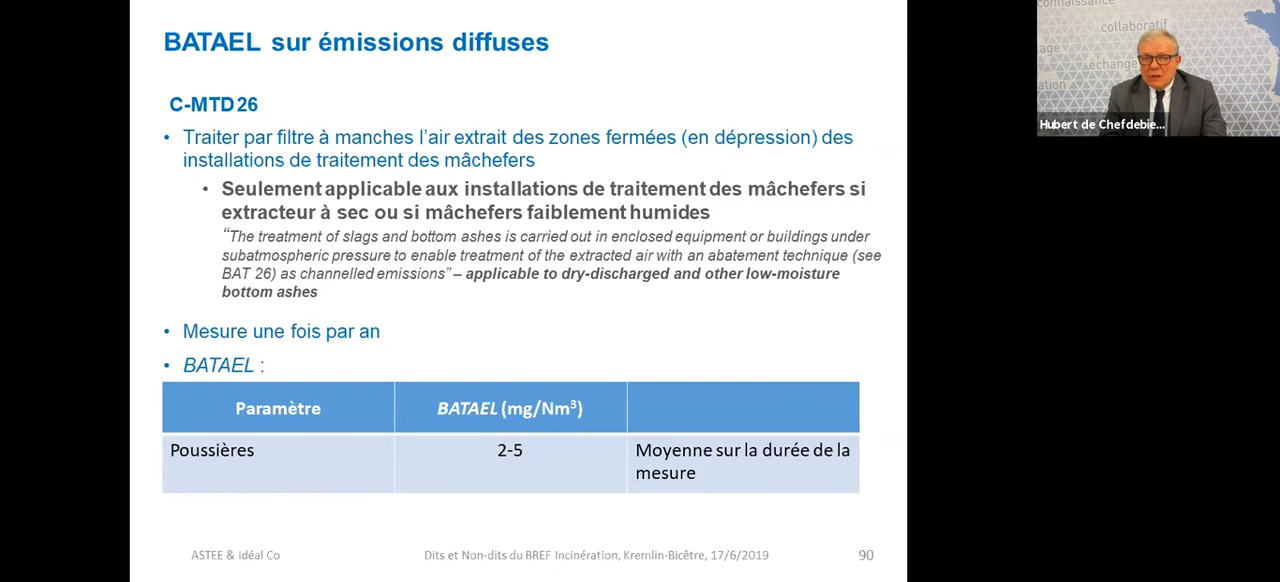 BATAEL sur émissions diffuses
C-MTD 26
• Traiter par filtre à manches l'air extrait des zones fermées (en dépression) des
installations de traitement des mâchefers
• Seulement applicable aux installations de traitement des mâchefers si
extracteur à sec ou si mâchefers faiblement humides
"The treatment of slags and bottom ashes is carried out in enclosed equipment or buildings under
subatmospheric pressure to enable treatment of the extracted air with an abatement technique (see
BAT 26) as channelled emissions" – applicable to dry-discharged and other low-moisture
bottom ashes
• Mesure une fois par an
• BATAEL :
Paramètre BATAEL (mg/Nm³)
Poussières 2-5 Moyenne sur la durée de la
mesure
ASTEE & Idéal Co Dits et Non-dits du BREF Incinération, Kremlin-Bicêtre, 17/6/2019 90
collaboratif
échange
Hubert de Chefdebie...